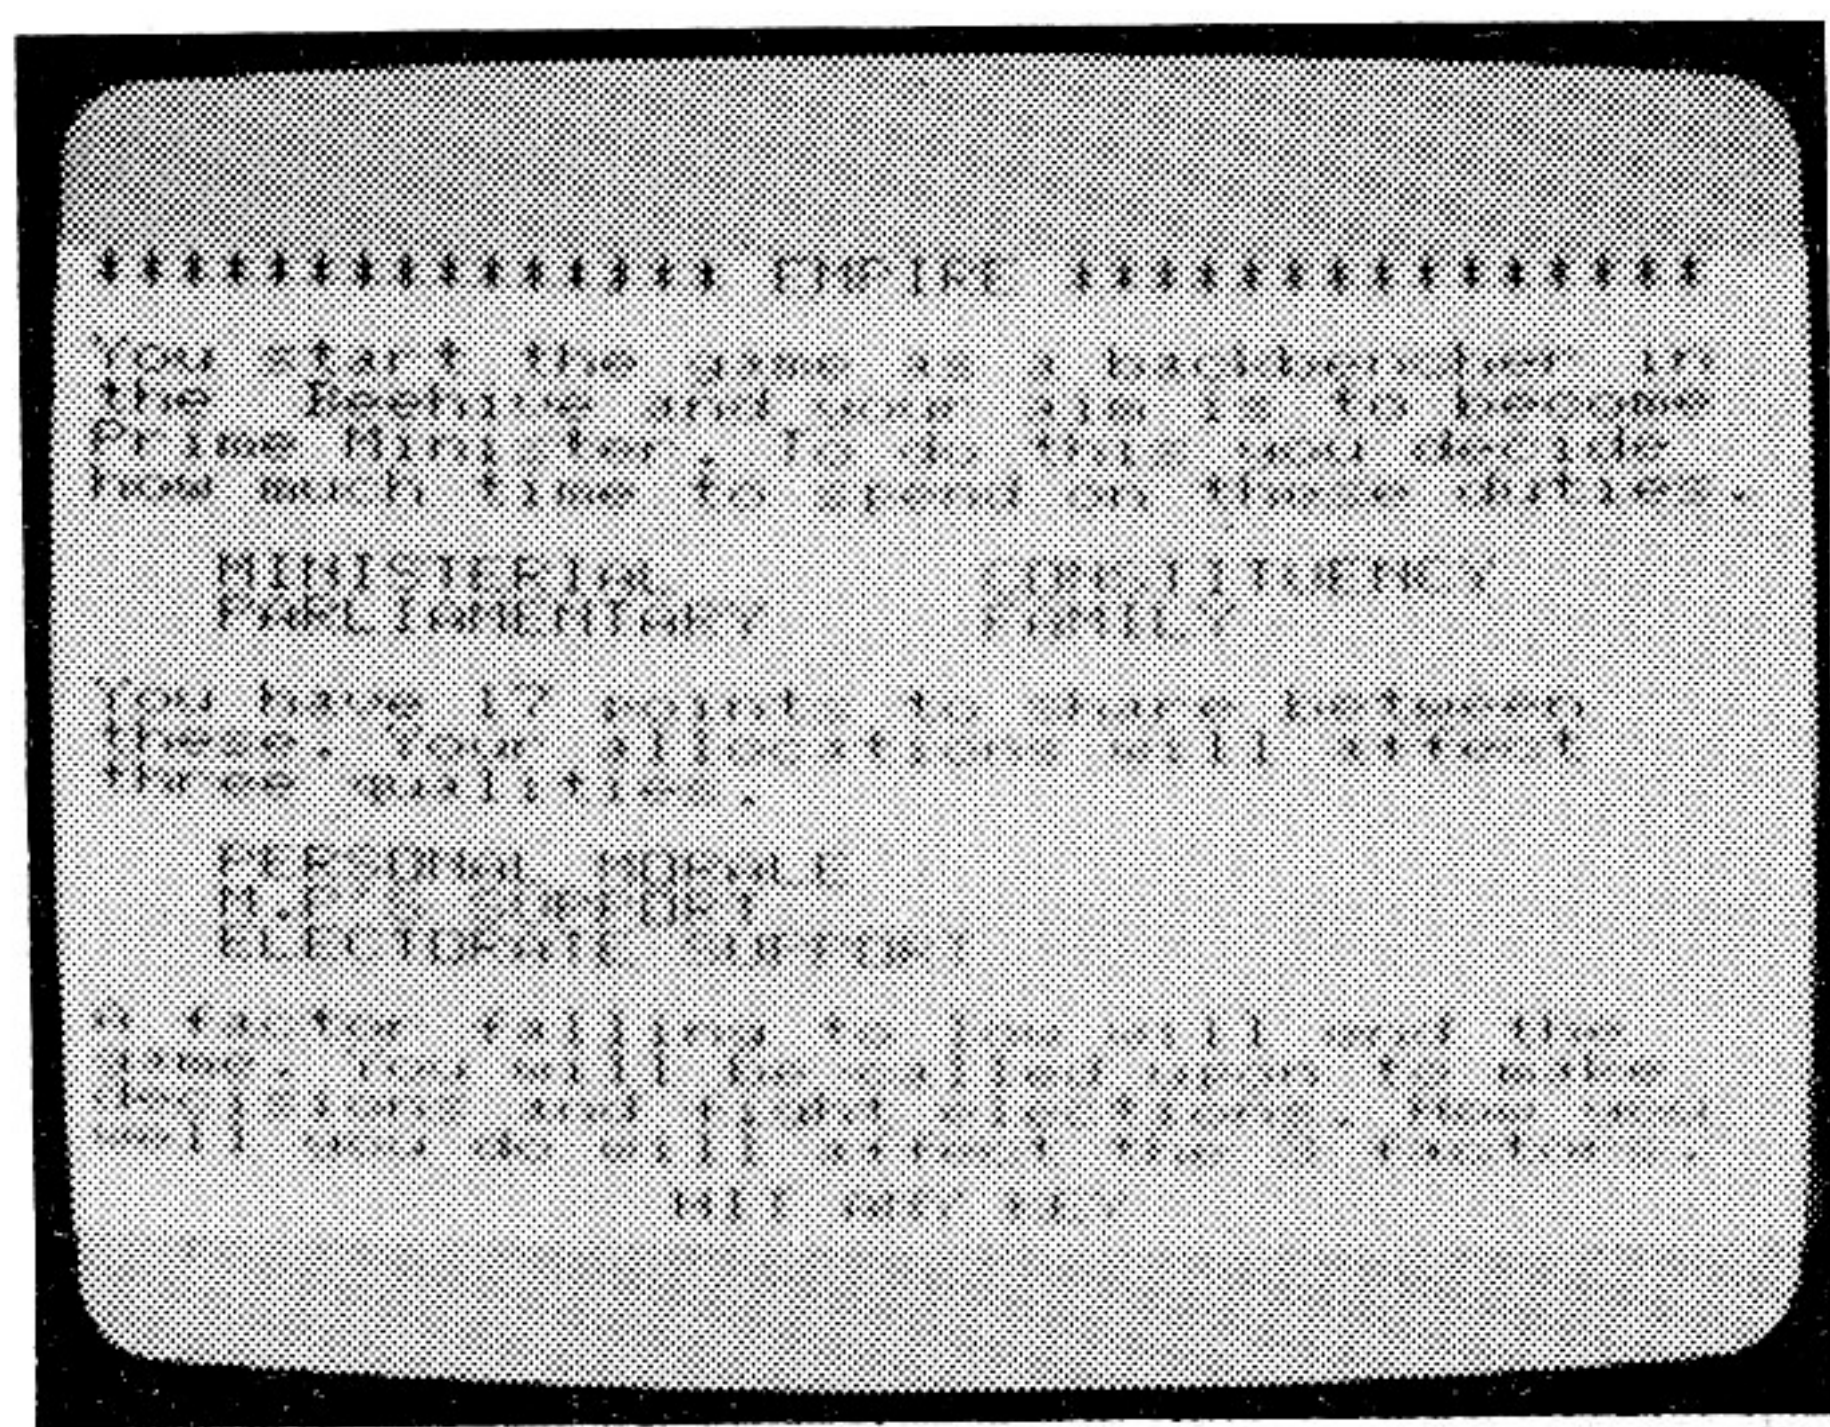 *************** EMPIRE ***************
You start the game as a backbencher in
the Beehive and your aim is to become
Prime Minister. To do this you decide
how much time to spend on these duties.
MINISTERIAL CONSTITUENCY
PARLIAMENTARY FAMILY
You have 17 points to share between
these. Your allocations will affect
three qualities.
PERSONAL MORALE
M.P'S SUPPORT
ELECTORATE SUPPORT
A factor falling to low will end the
game. You will be called upon to make
decisions and fight elections. How you
well you do will affect the 3 factors.
HIT ANY KEY